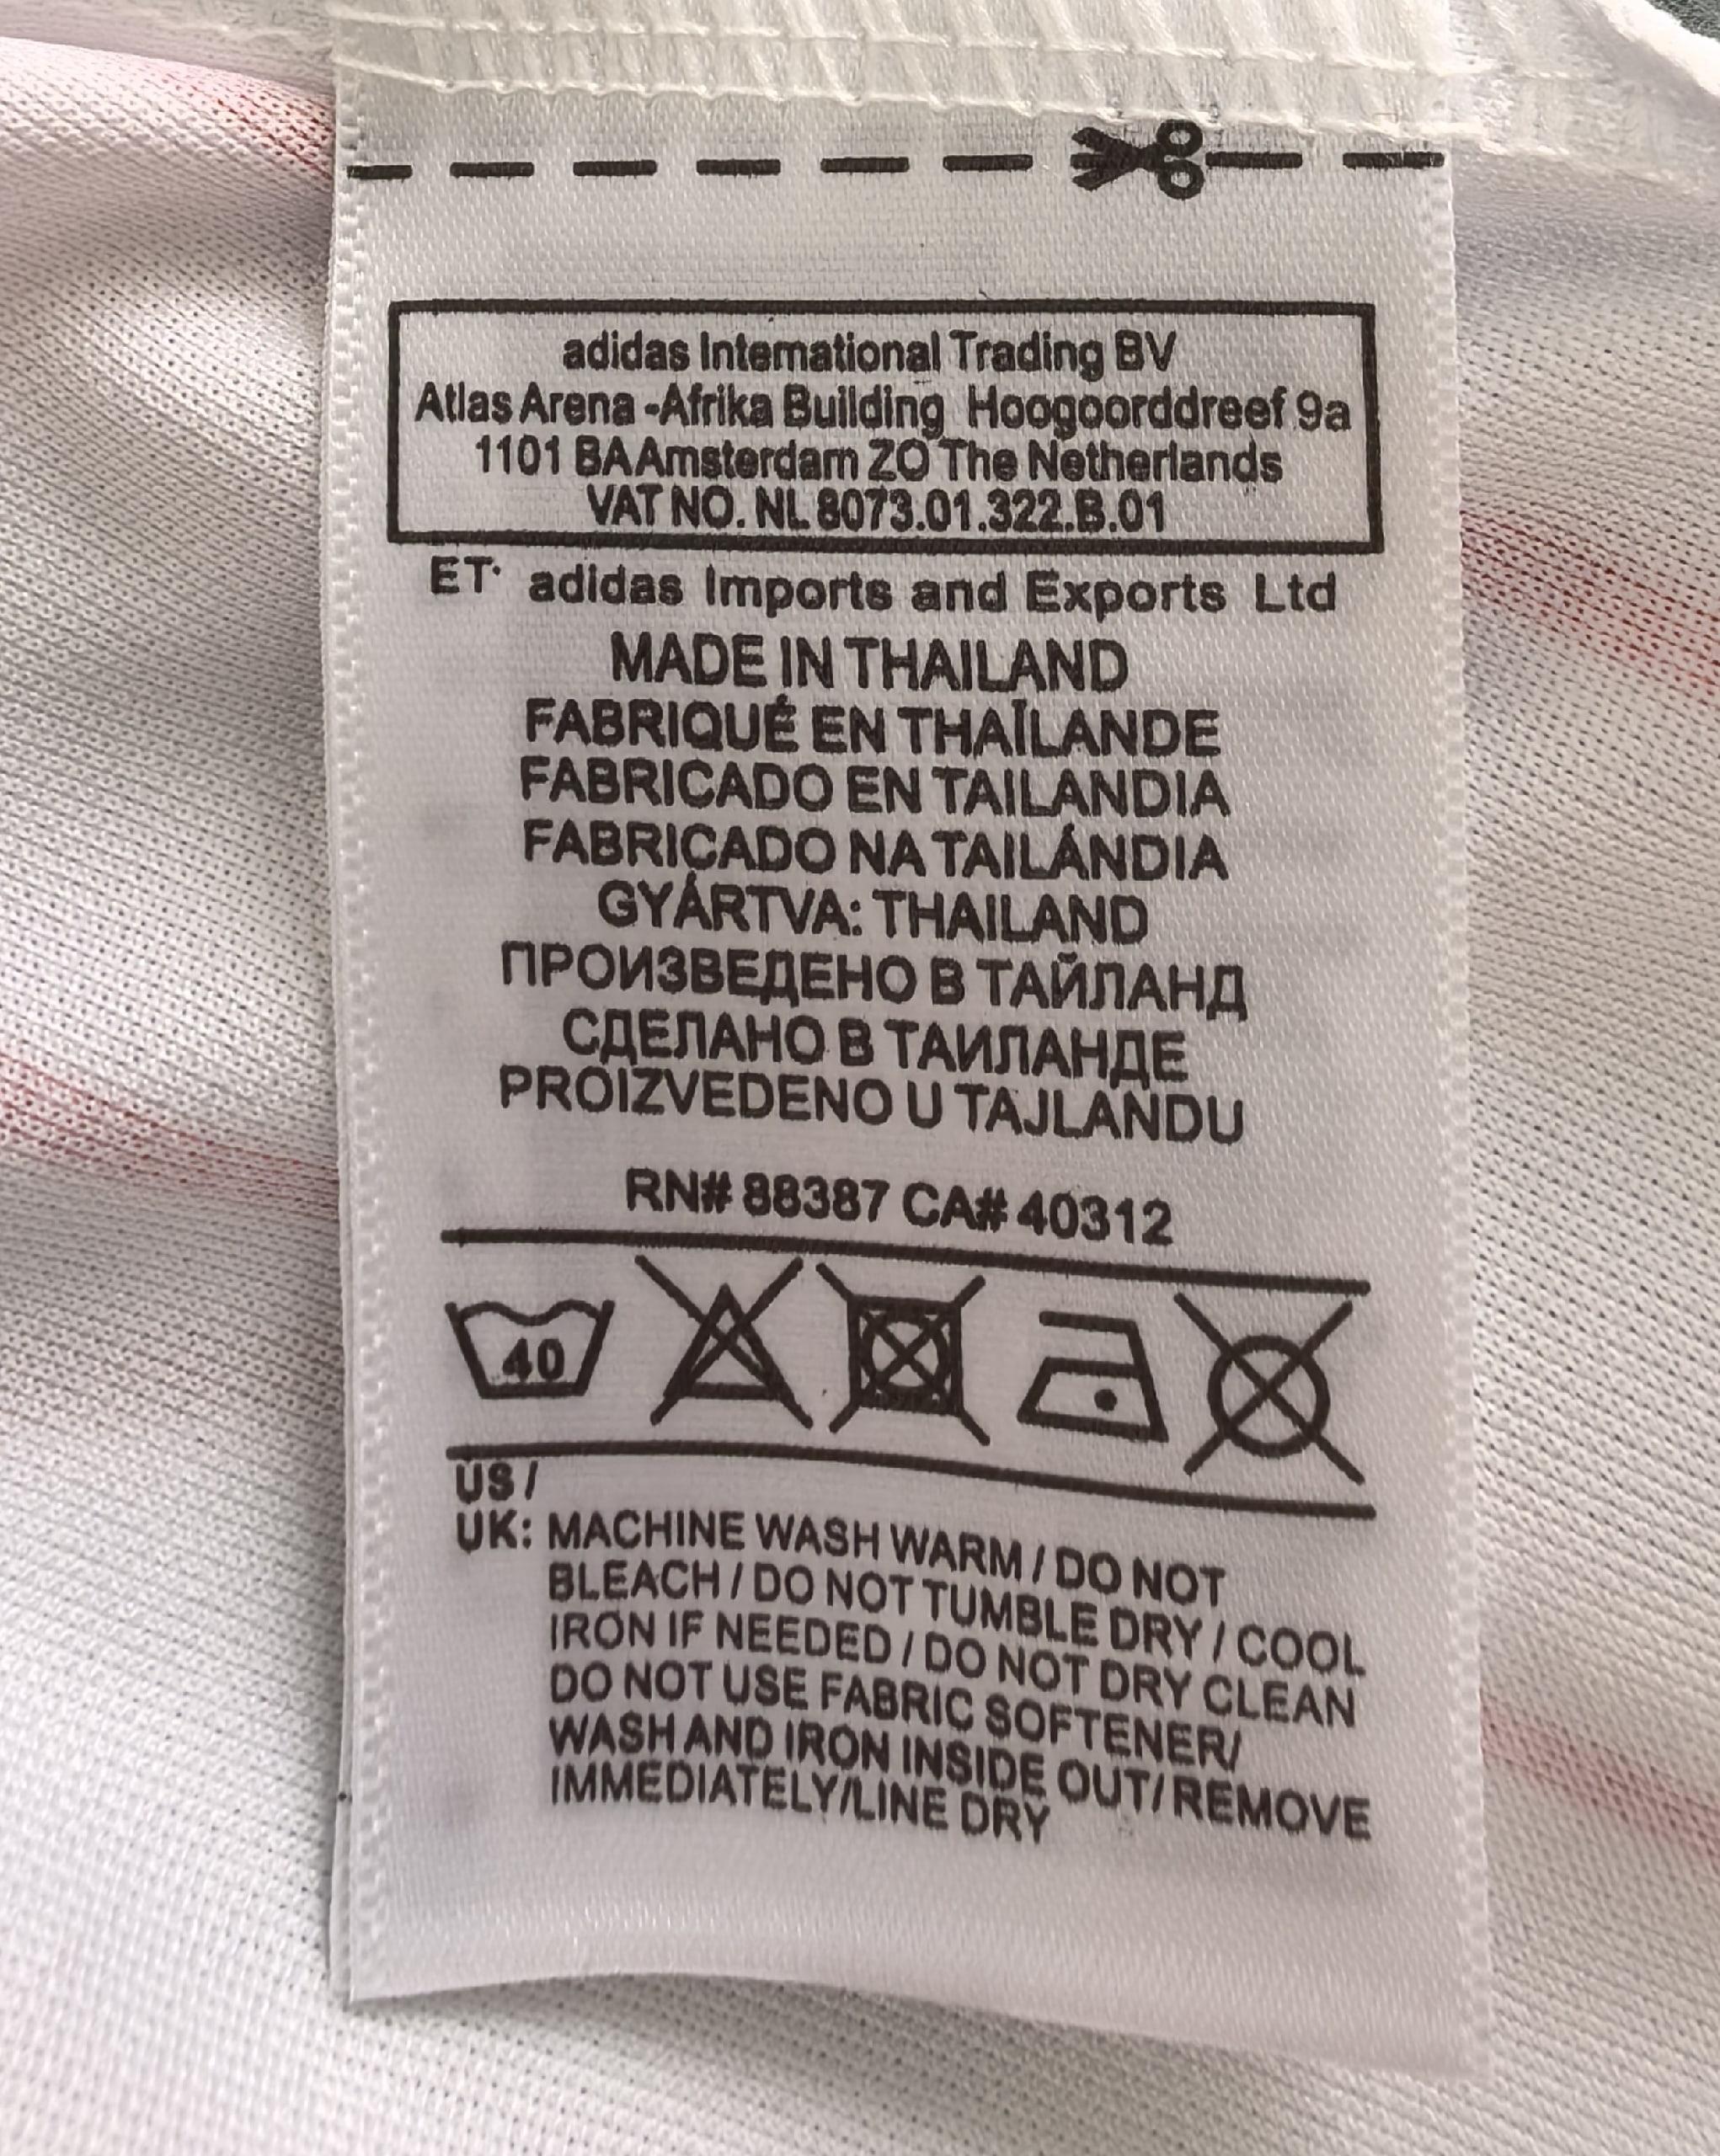 adidas International Trading BV
Atlas Arena -Afrika Building Hoogoorddreef 9a
1101 BA Amsterdam ZO The Netherlands
VAT NO. NL 8073.01.322.B.01
ET· adidas Imports and Exports Ltd
MADE IN THAILAND
FABRIQUÉ EN THAÏLANDE
FABRICADO EN TAILANDIA
FABRICADO NA TAILÁNDIA
GYÁRTVA: THAILAND
ПРОИЗВЕДЕНО В ТАЙЛАНД
СДЕЛАНО В ТАИЛАНДЕ
PROIZVEDENO U TAJLANDU
RN# 88387 CA# 40312
40
US /
UK: MACHINE WASH WARM / DO NOT
BLEACH / DO NOT TUMBLE DRY / COOL
IRON IF NEEDED / DO NOT DRY CLEAN
DO NOT USE FABRIC SOFTENER/
WASH AND IRON INSIDE OUT/ REMOVE
IMMEDIATELY/LINE DRY